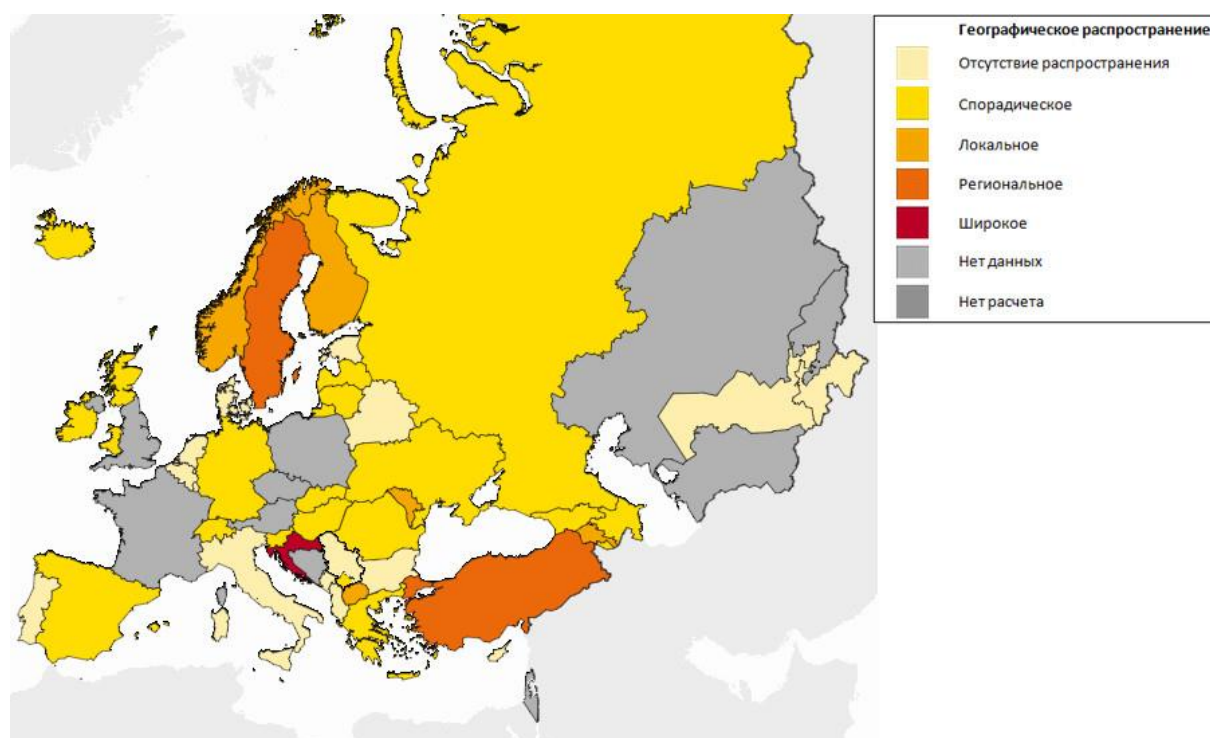 Географическое распространение
Отсутствие распространения
Спорадическое
Локальное
Региональное
Широкое
Нет данных
Нет расчета